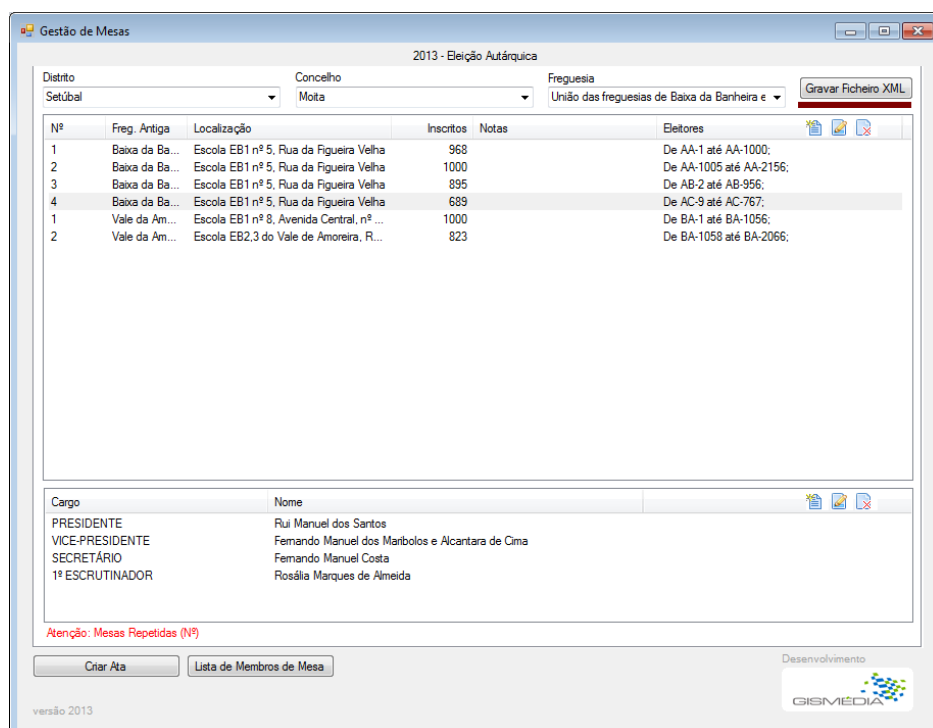 Gestão de Mesas
2013 - Eleição Autárquica
Distrito Concelho Freguesia
Setúbal Moita União das freguesias de Baixa da Banheira e Gravar Ficheiro XML
Nº Freg. Antiga Localização Inscritos Notas Eleitores
1 Baixa da Ba... Escola EB1 nº 5, Rua da Figueira Velha 968 De AA-1 até AA-1000;
2 Baixa da Ba... Escola EB1 nº 5, Rua da Figueira Velha 1000 De AA-1005 até AA-2156;
3 Baixa da Ba... Escola EB1 nº 5, Rua da Figueira Velha 895 De AB-2 até AB-956;
4 Baixa da Ba... Escola EB1 nº 5, Rua da Figueira Velha 689 De AC-9 até AC-767;
1 Vale da Am... Escola EB1 nº 8, Avenida Central, nº ... 1000 De BA-1 até BA-1056;
2 Vale da Am... Escola EB2,3 do Vale de Amoreira, R... 823 De BA-1058 até BA-2066;
Cargo Nome
PRESIDENTE Rui Manuel dos Santos
VICE-PRESIDENTE Fernando Manuel dos Maribolos e Alcantara de Cima
SECRETÁRIO Fernando Manuel Costa
1º ESCRUTINADOR Rosália Marques de Almeida
Atenção: Mesas Repetidas (Nº)
Criar Ata Lista de Membros de Mesa Desenvolvimento
GISMÉDIA
versão 2013